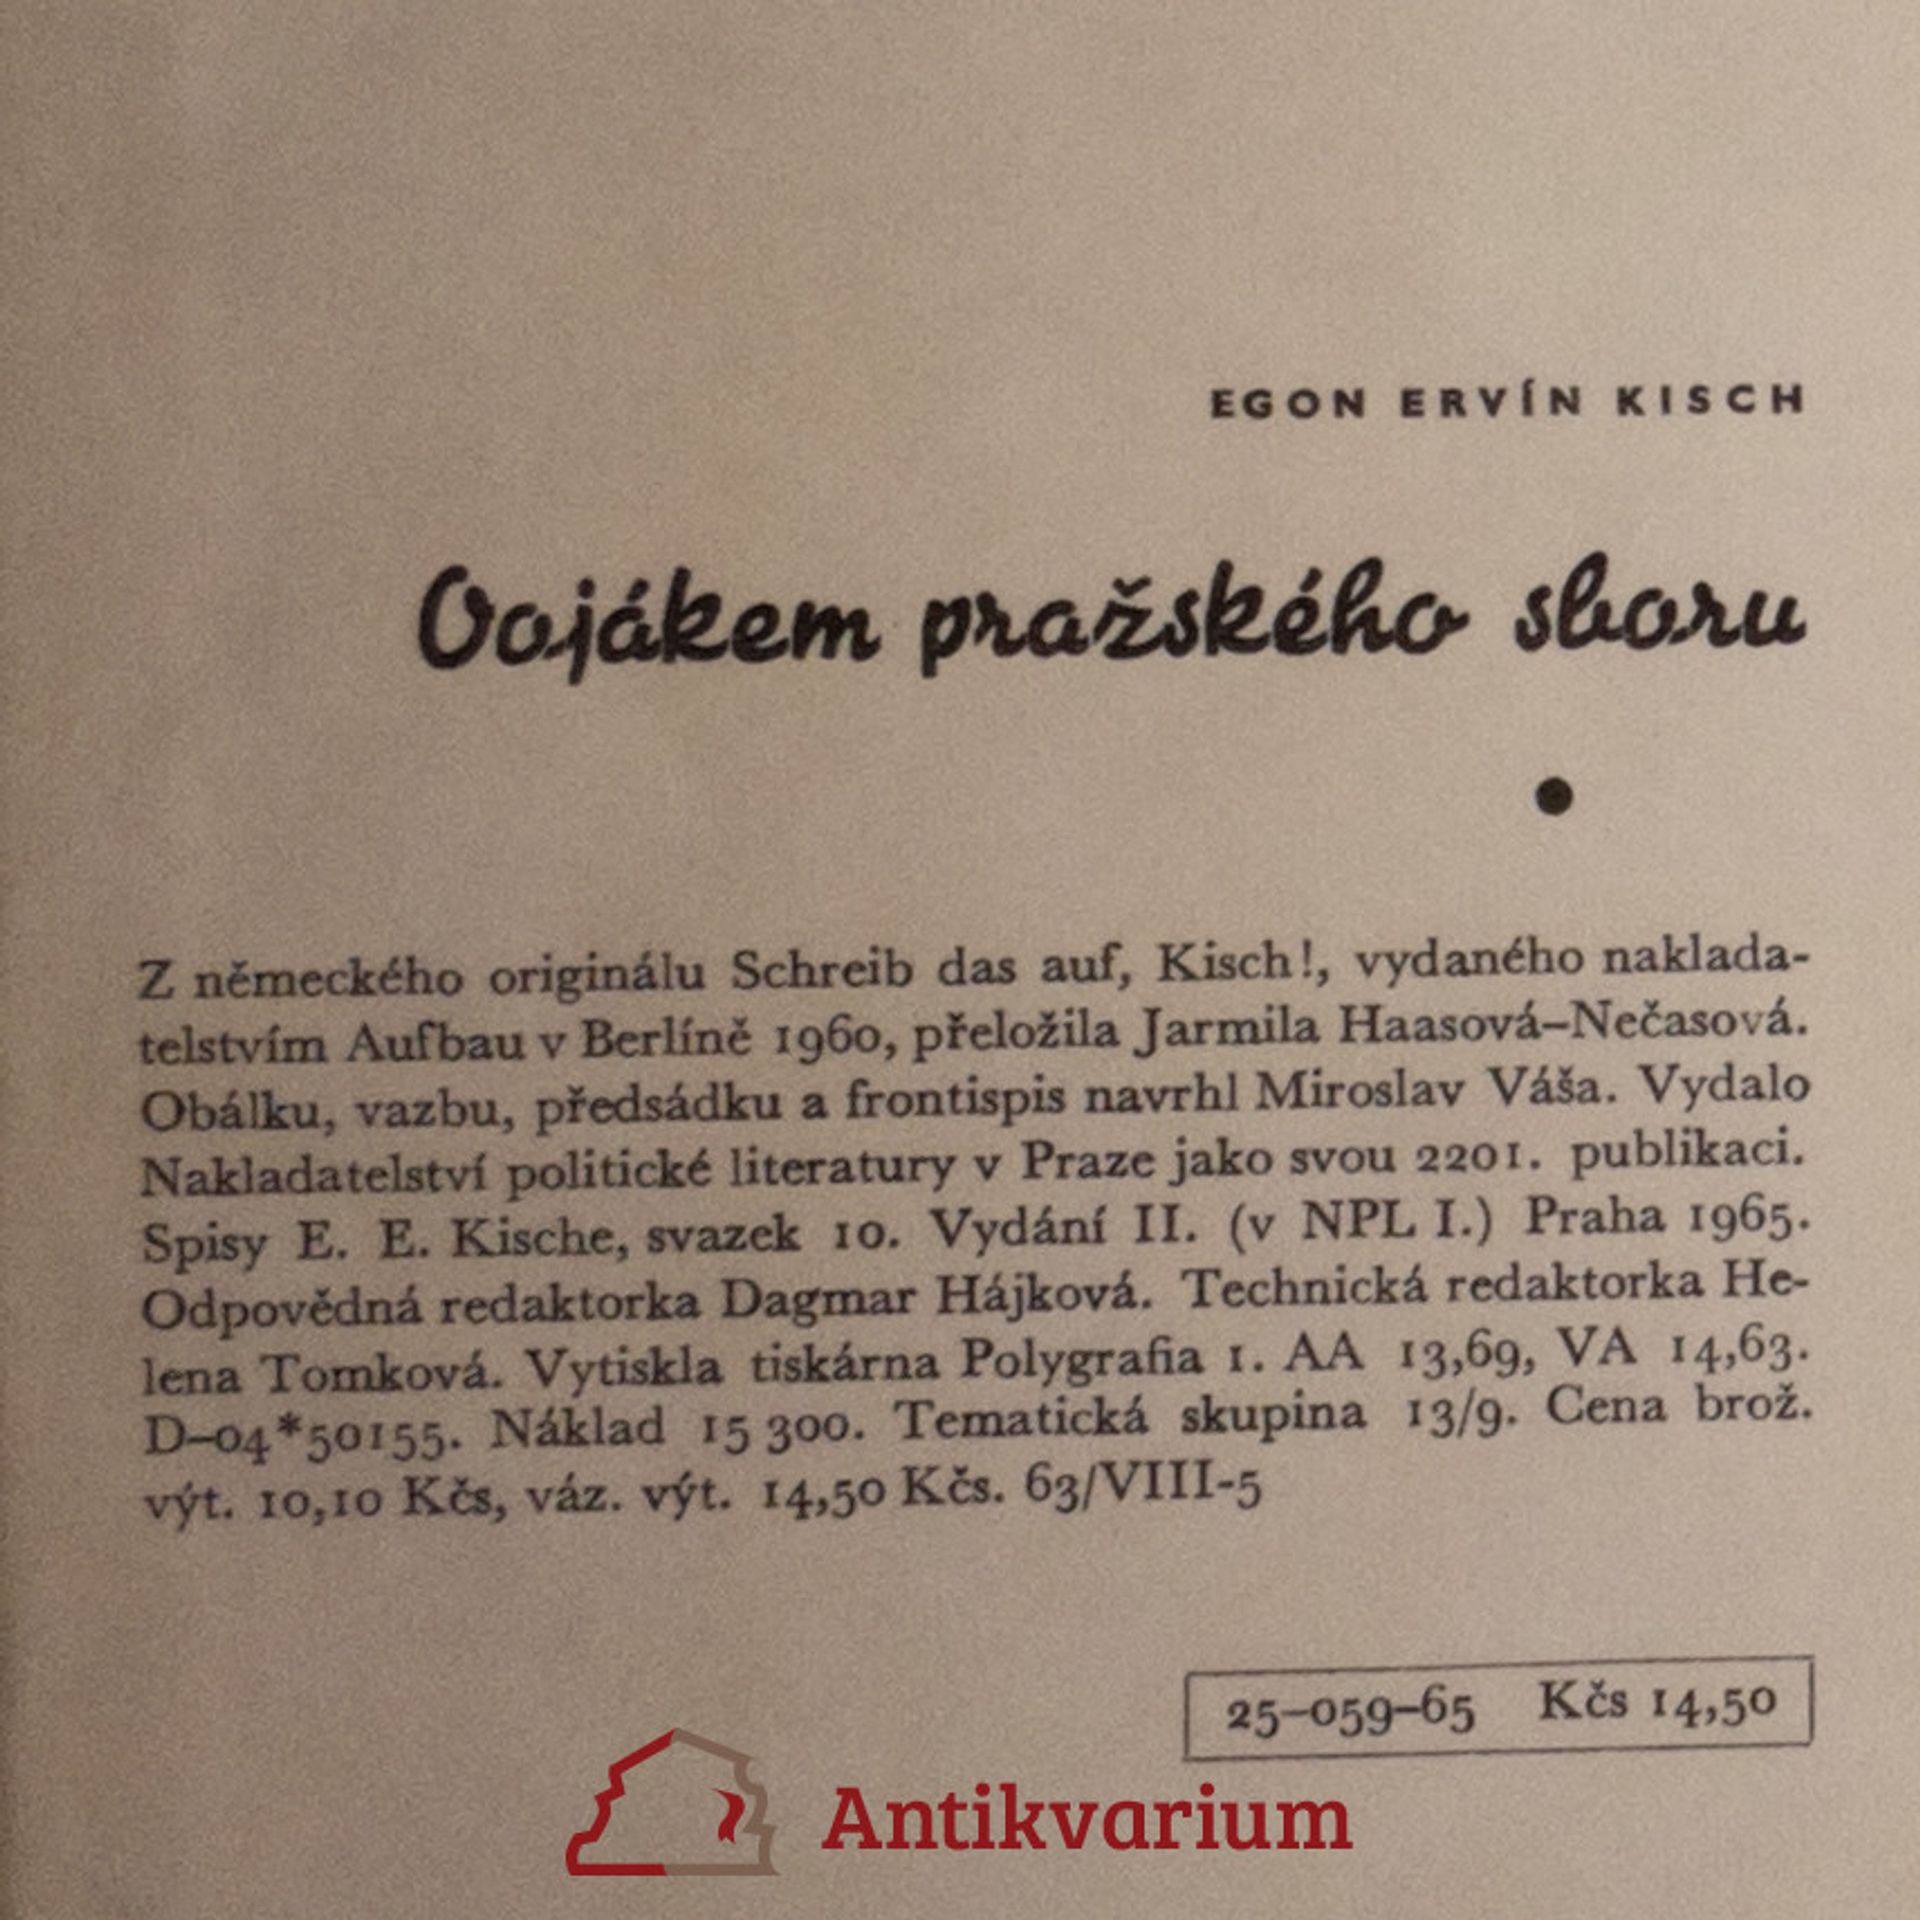 EGON ERVÍN KISCH
Vojákem pražského sboru
Z německého originálu Schreib das auf, Kisch!, vydaného naklada-
telstvím Aufbau v Berlíně 1960, přeložila Jarmila Haasová–Nečasová.
Obálku, vazbu, předsádku a frontispis navrhl Miroslav Váša. Vydalo
Nakladatelství politické literatury v Praze jako svou 2201. publikaci.
Spisy E. E. Kische, svazek 10. Vydání II. (v NPL I.) Praha 1965.
Odpovědná redaktorka Dagmar Hájková. Technická redaktorka He-
lena Tomková. Vytiskla tiskárna Polygrafia 1. AA 13,69, VA 14,63.
D–04*50155. Náklad 15 300. Tematická skupina 13/9. Cena brož.
výt. 10,10 Kčs, váz. výt. 14,50 Kčs. 63/VIII-5
25–059–65 Kčs 14,50
Antikvarium